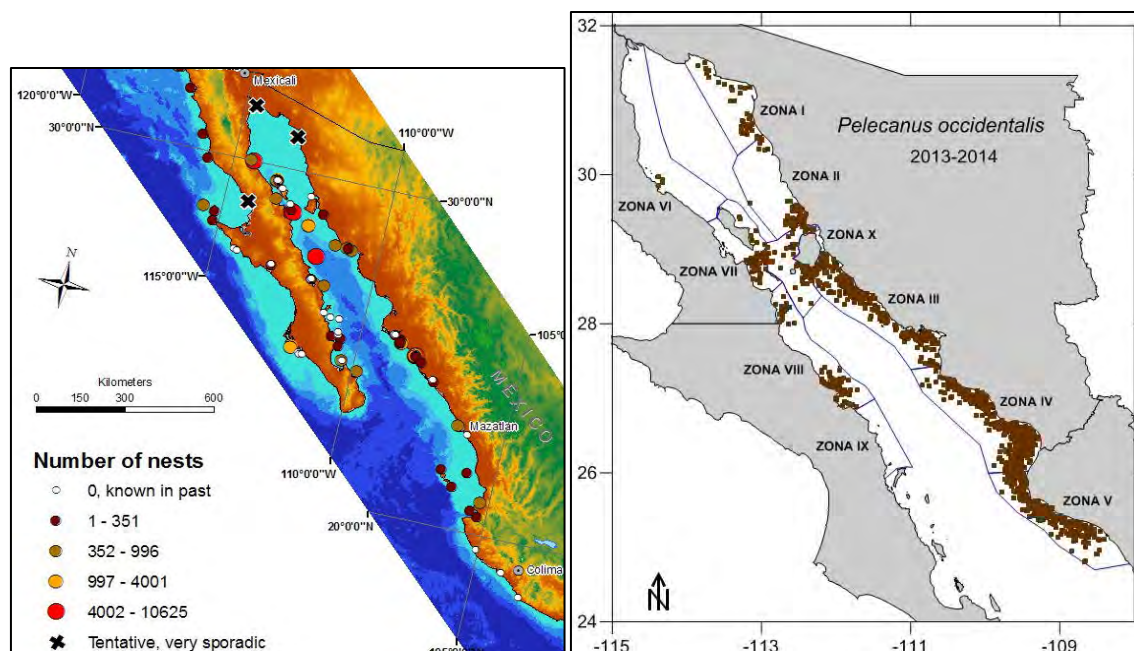 Mexicali
120°0'0"W
30°0'0"N
110°0'0"W
30°0'0"N
N
115°0'0"W
Kilometers
0 150 300 600
MEXICO
Mazatlán
Number of nests
0, known in past
1 - 351
352 - 996
997 - 4001
4002 - 10625
Tentative, very sporadic
110°0'0"W
20°0'0"N
Colima
32
30
28
26
24
-115
-113
-111
-109
Pelecanus occidentalis
2013-2014
ZONA I
ZONA II
ZONA VI
ZONA X
ZONA VII
ZONA III
ZONA VIII
ZONA IV
ZONA IX
ZONA V
N